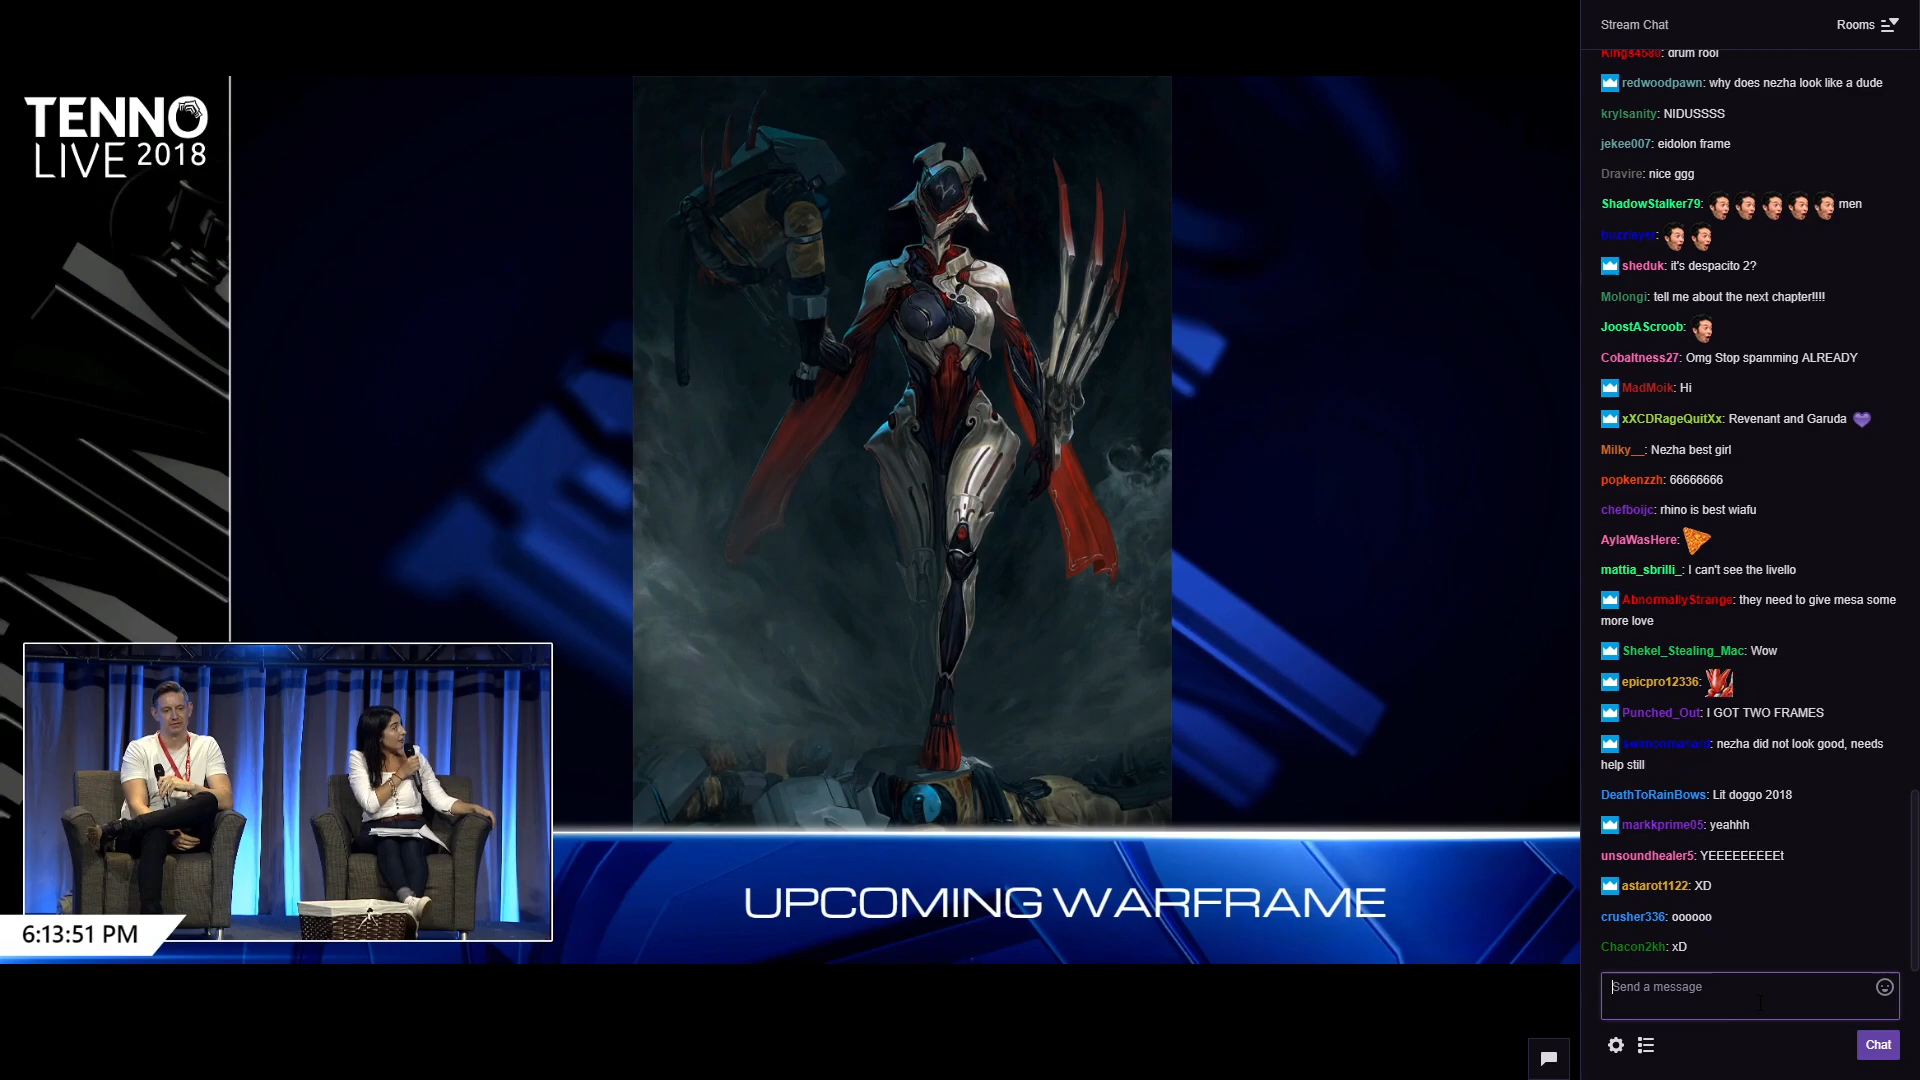 TENNO
LIVE 2018
6:13:51 PM
UPCOMING WARFRAME
Stream Chat
Rooms
Kings4580: drum rool
redwoodpawn: why does nezha look like a dude
krylsanity: NIDUSSSS
jekee007: eidolon frame
Dravire: nice ggg
ShadowStalker79: men
sheduk: it's despacito 2?
Molongi: tell me about the next chapter!!!!
JoostAScroob:
Cobaltness27: Omg Stop spamming ALREADY
MadMoik: Hi
xXCDRageQuitXx: Revenant and Garuda
Milky__: Nezha best girl
popkenzzh: 66666666
chefboijc: rhino is best wiafu
AylaWasHere:
mattia_sbrilli_: I can't see the livello
AbnormallyStrange: they need to give mesa some
more love
Shekel_Stealing_Mac: Wow
epicpro12336:
Punched_Out: I GOT TWO FRAMES
: nezha did not look good, needs
help still
DeathToRainBows: Lit doggo 2018
markkprime05: yeahhh
unsoundhealer5: YEEEEEEEEEt
astarot1122: XD
crusher336: oooooo
Chacon2kh: xD
Send a message
Chat